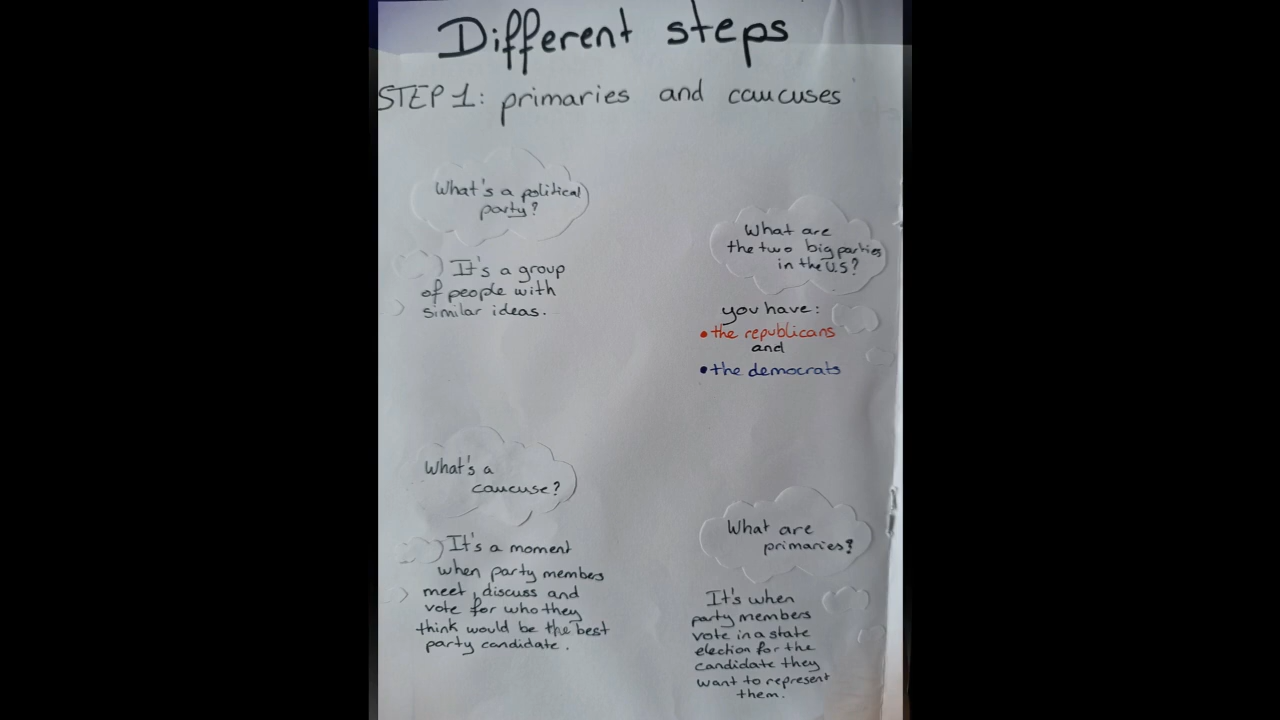 Different steps
STEP 1: primaries and caucuses
What's a political
party?
It's a group
of people with
similar ideas.
What are
the two big parties
in the U.S?
you have:
• the republicans
and
• the democrats
What's a
caucuse?
It's a moment
when party members
meet, discuss and
vote for who they
think would be the best
party candidate.
What are
primaries?
It's when
party members
vote in a state
election for the
candidate they
want to represent
them.